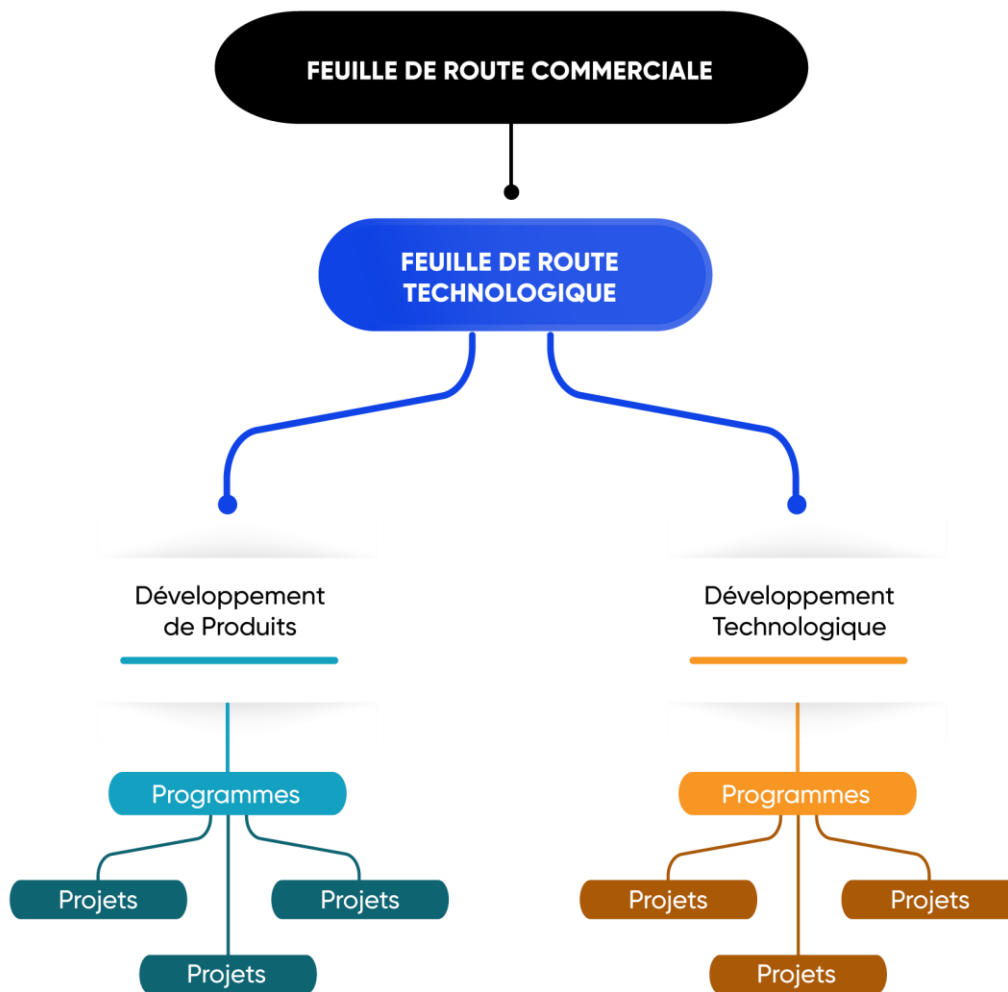 FEUILLE DE ROUTE COMMERCIALE
FEUILLE DE ROUTE
TECHNOLOGIQUE
Développement
de Produits
Développement
Technologique
Programmes
Programmes
Projets
Projets
Projets
Projets
Projets
Projets